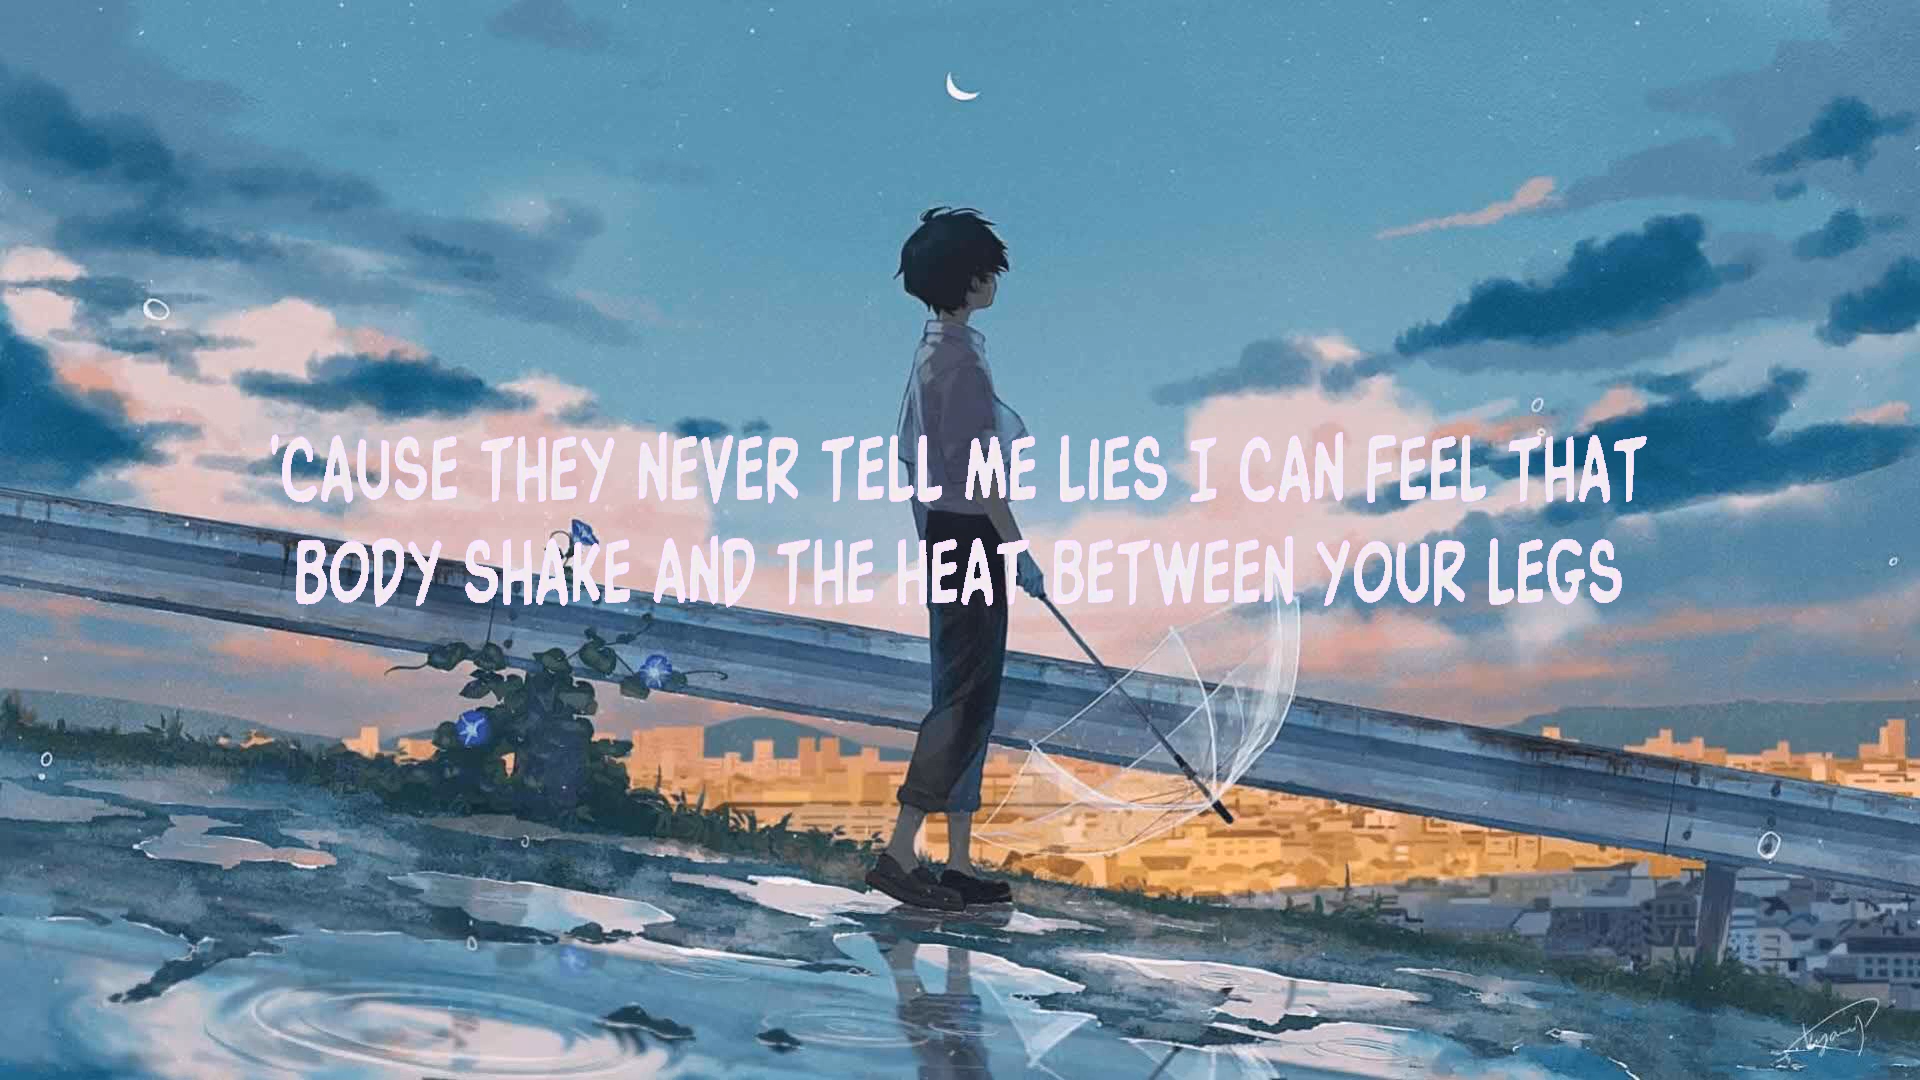 'CAUSE THEY NEVER TELL ME LIES I CAN FEEL THAT
BODY SHAKE AND THE HEAT BETWEEN YOUR LEGS